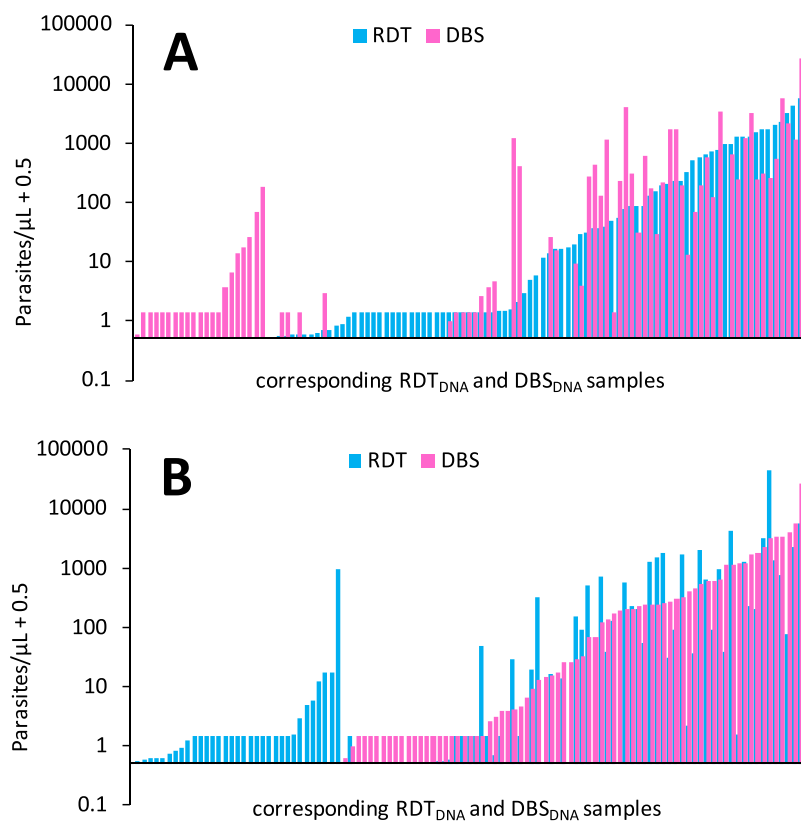 A
RDT DBS
100000
10000
1000
100
10
1
0.1
Parasites/µL + 0.5
corresponding RDTDNA and DBSDNA samples
B
RDT DBS
100000
10000
1000
100
10
1
0.1
Parasites/µL + 0.5
corresponding RDTDNA and DBSDNA samples